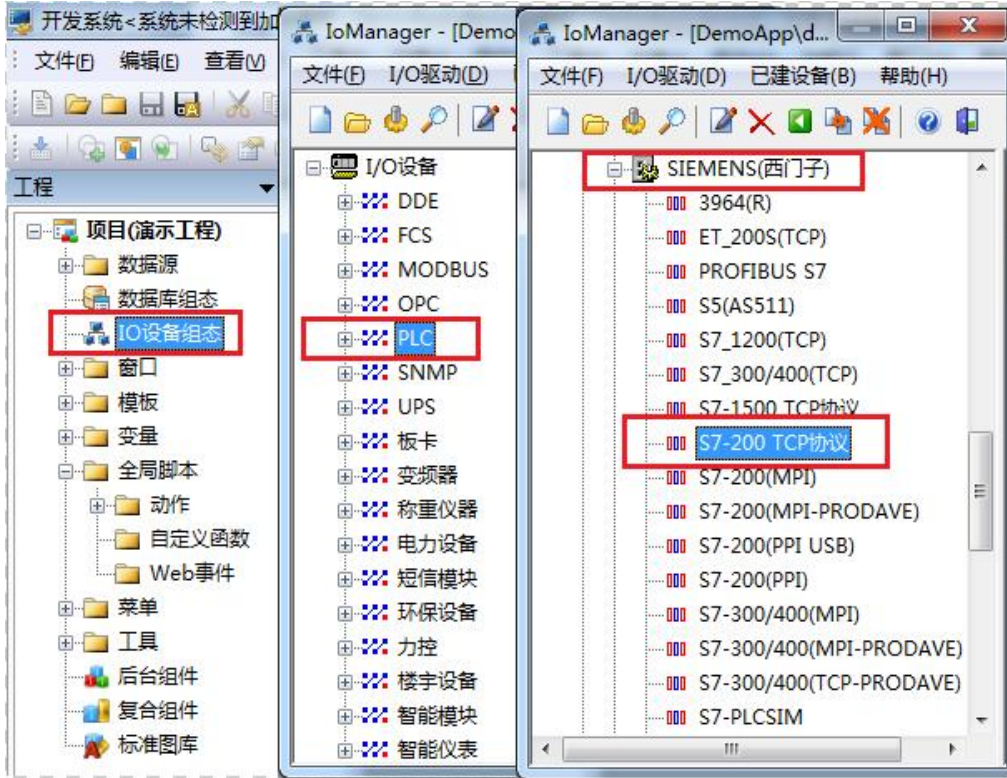 开发系统<系统未检测到加
文件(F) 编辑(E) 查看(V)
工程
项目(演示工程)
数据源
数据库组态
IO设备组态
窗口
模板
变量
全局脚本
动作
自定义函数
Web事件
菜单
工具
后台组件
复合组件
标准图库
IoManager - [Demo
文件(F) I/O驱动(D)
I/O设备
DDE
FCS
MODBUS
OPC
PLC
SNMP
UPS
板卡
变频器
称重仪器
电力设备
短信模块
环保设备
力控
楼宇设备
智能模块
智能仪表
IoManager - [DemoApp\d...
文件(F) I/O驱动(D) 已建设备(B) 帮助(H)
SIEMENS(西门子)
3964(R)
ET_200S(TCP)
PROFIBUS S7
S5(AS511)
S7_1200(TCP)
S7_300/400(TCP)
S7-1500 TCP协议
S7-200 TCP协议
S7-200(MPI)
S7-200(MPI-PRODAVE)
S7-200(PPI USB)
S7-200(PPI)
S7-300/400(MPI)
S7-300/400(MPI-PRODAVE)
S7-300/400(TCP-PRODAVE)
S7-PLCSIM